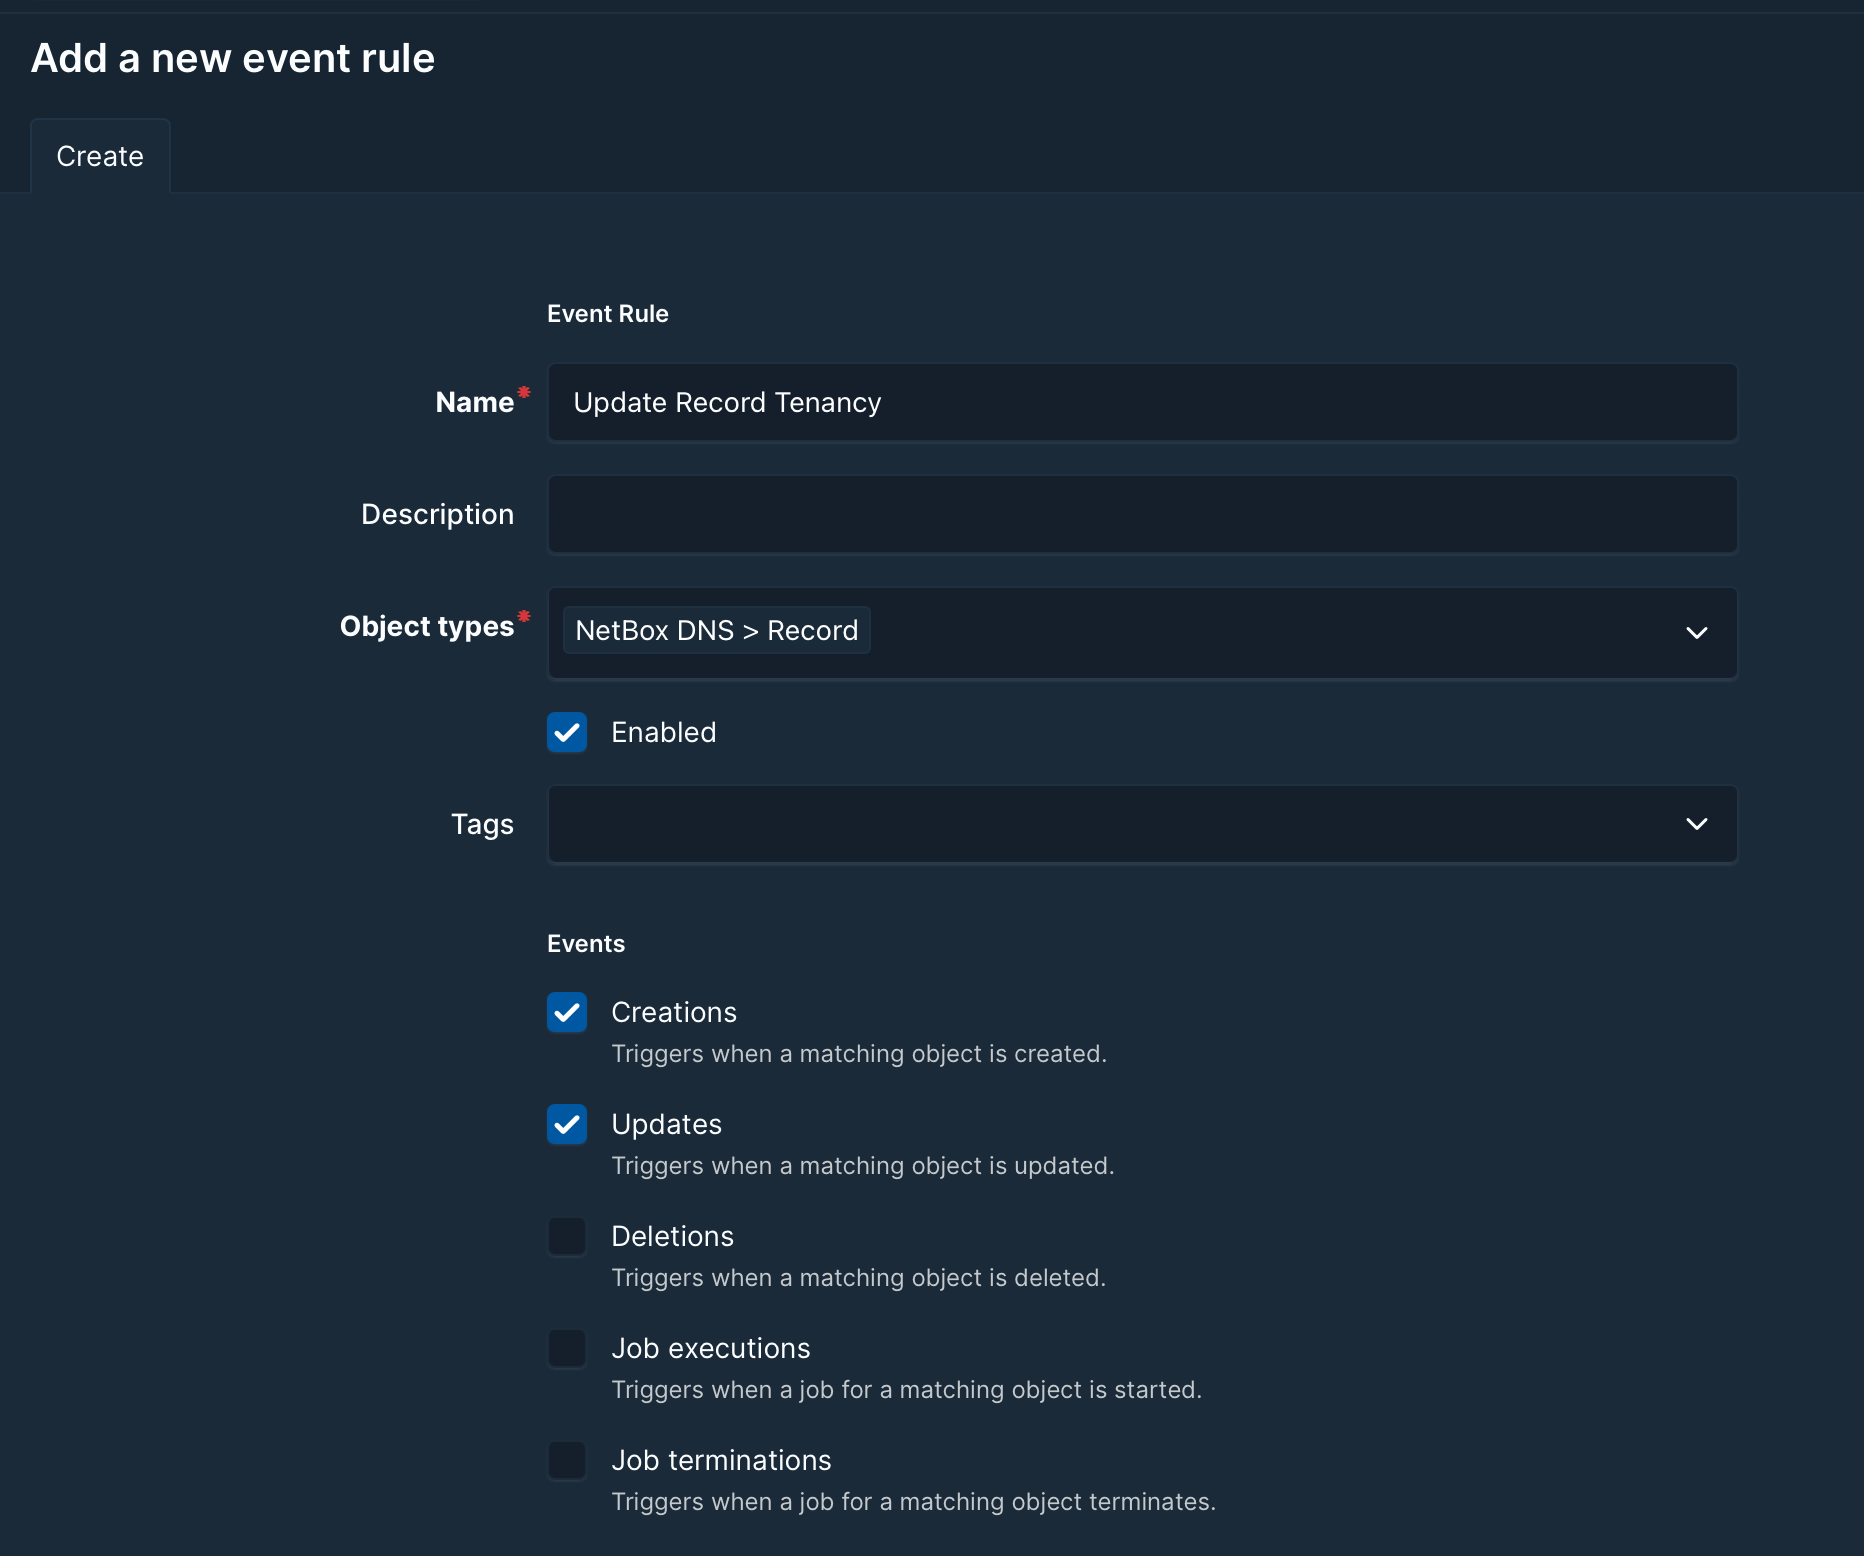 Add a new event rule
Create
Event Rule
Name*
Update Record Tenancy
Description
Object types*
NetBox DNS > Record
Enabled
Tags
Events
Creations
Triggers when a matching object is created.
Updates
Triggers when a matching object is updated.
Deletions
Triggers when a matching object is deleted.
Job executions
Triggers when a job for a matching object is started.
Job terminations
Triggers when a job for a matching object terminates.